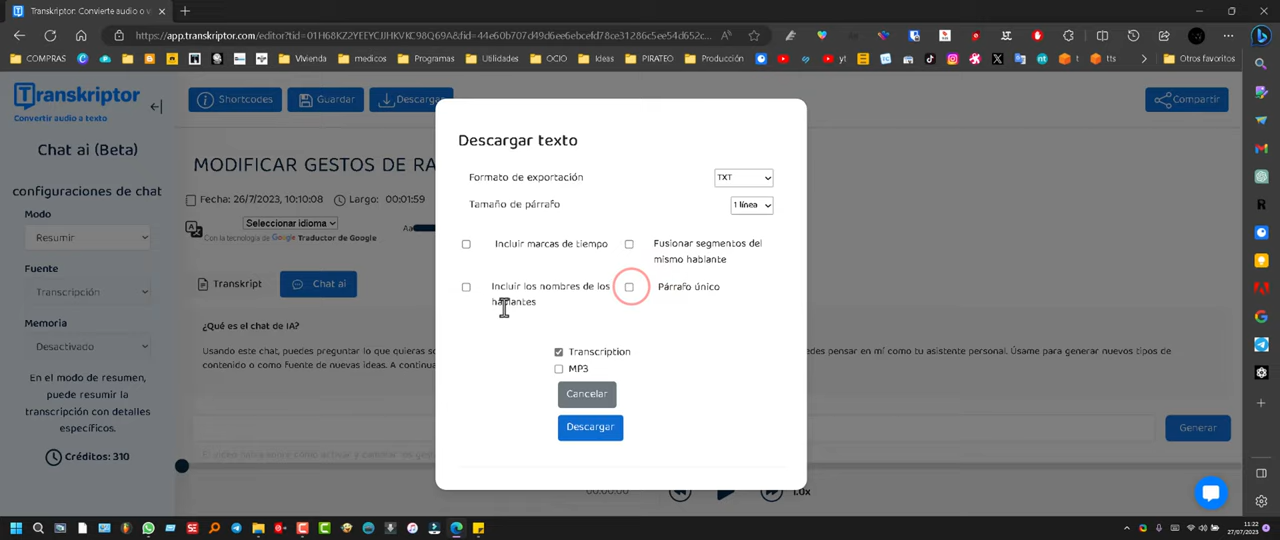 Transkriptor: Convierte audio o v
https://app.transkriptor.com/editor?tid=01H68KZ2YEEYCJJHKVKC98Q69A&fid=44e60b707d49d6ee6ebcefd78ce31286c5ee54d652c...
COMPRAS
Vivienda
medicos
Programas
Utilidades
OCIO
Ideas
PIRATEO
Producción
yt
nt
t
tts
Otros favoritos
Transkriptor
Convertir audio a texto
Shortcodes
Guardar
Descarga
Compartir
Chat ai (Beta)
configuraciones de chat
Modo
Resumir
Fuente
Transcripción
Memoria
Desactivado
En el modo de resumen,
puede resumir la
transcripción con detalles
específicos.
Créditos: 310
MODIFICAR GESTOS DE RA
Fecha: 26/7/2023, 10:10:08
Largo: 00:01:59
Seleccionar idioma
Aa
Con la tecnología de Google Traductor de Google
Transkript
Chat ai
¿Qué es el chat de IA?
Usando este chat, puedes preguntar lo que quieras so
edes pensar en mí como tu asistente personal. Úsame para generar nuevos tipos de
contenido o como fuente de nuevas ideas. A continua
Generar
00:00:00
1.0x
Descargar texto
Formato de exportación
TXT
Tamaño de párrafo
1 línea
Incluir marcas de tiempo
Fusionar segmentos del
mismo hablante
Incluir los nombres de los
hablantes
Párrafo único
Transcription
MP3
Cancelar
Descargar
11:22
27/07/2023